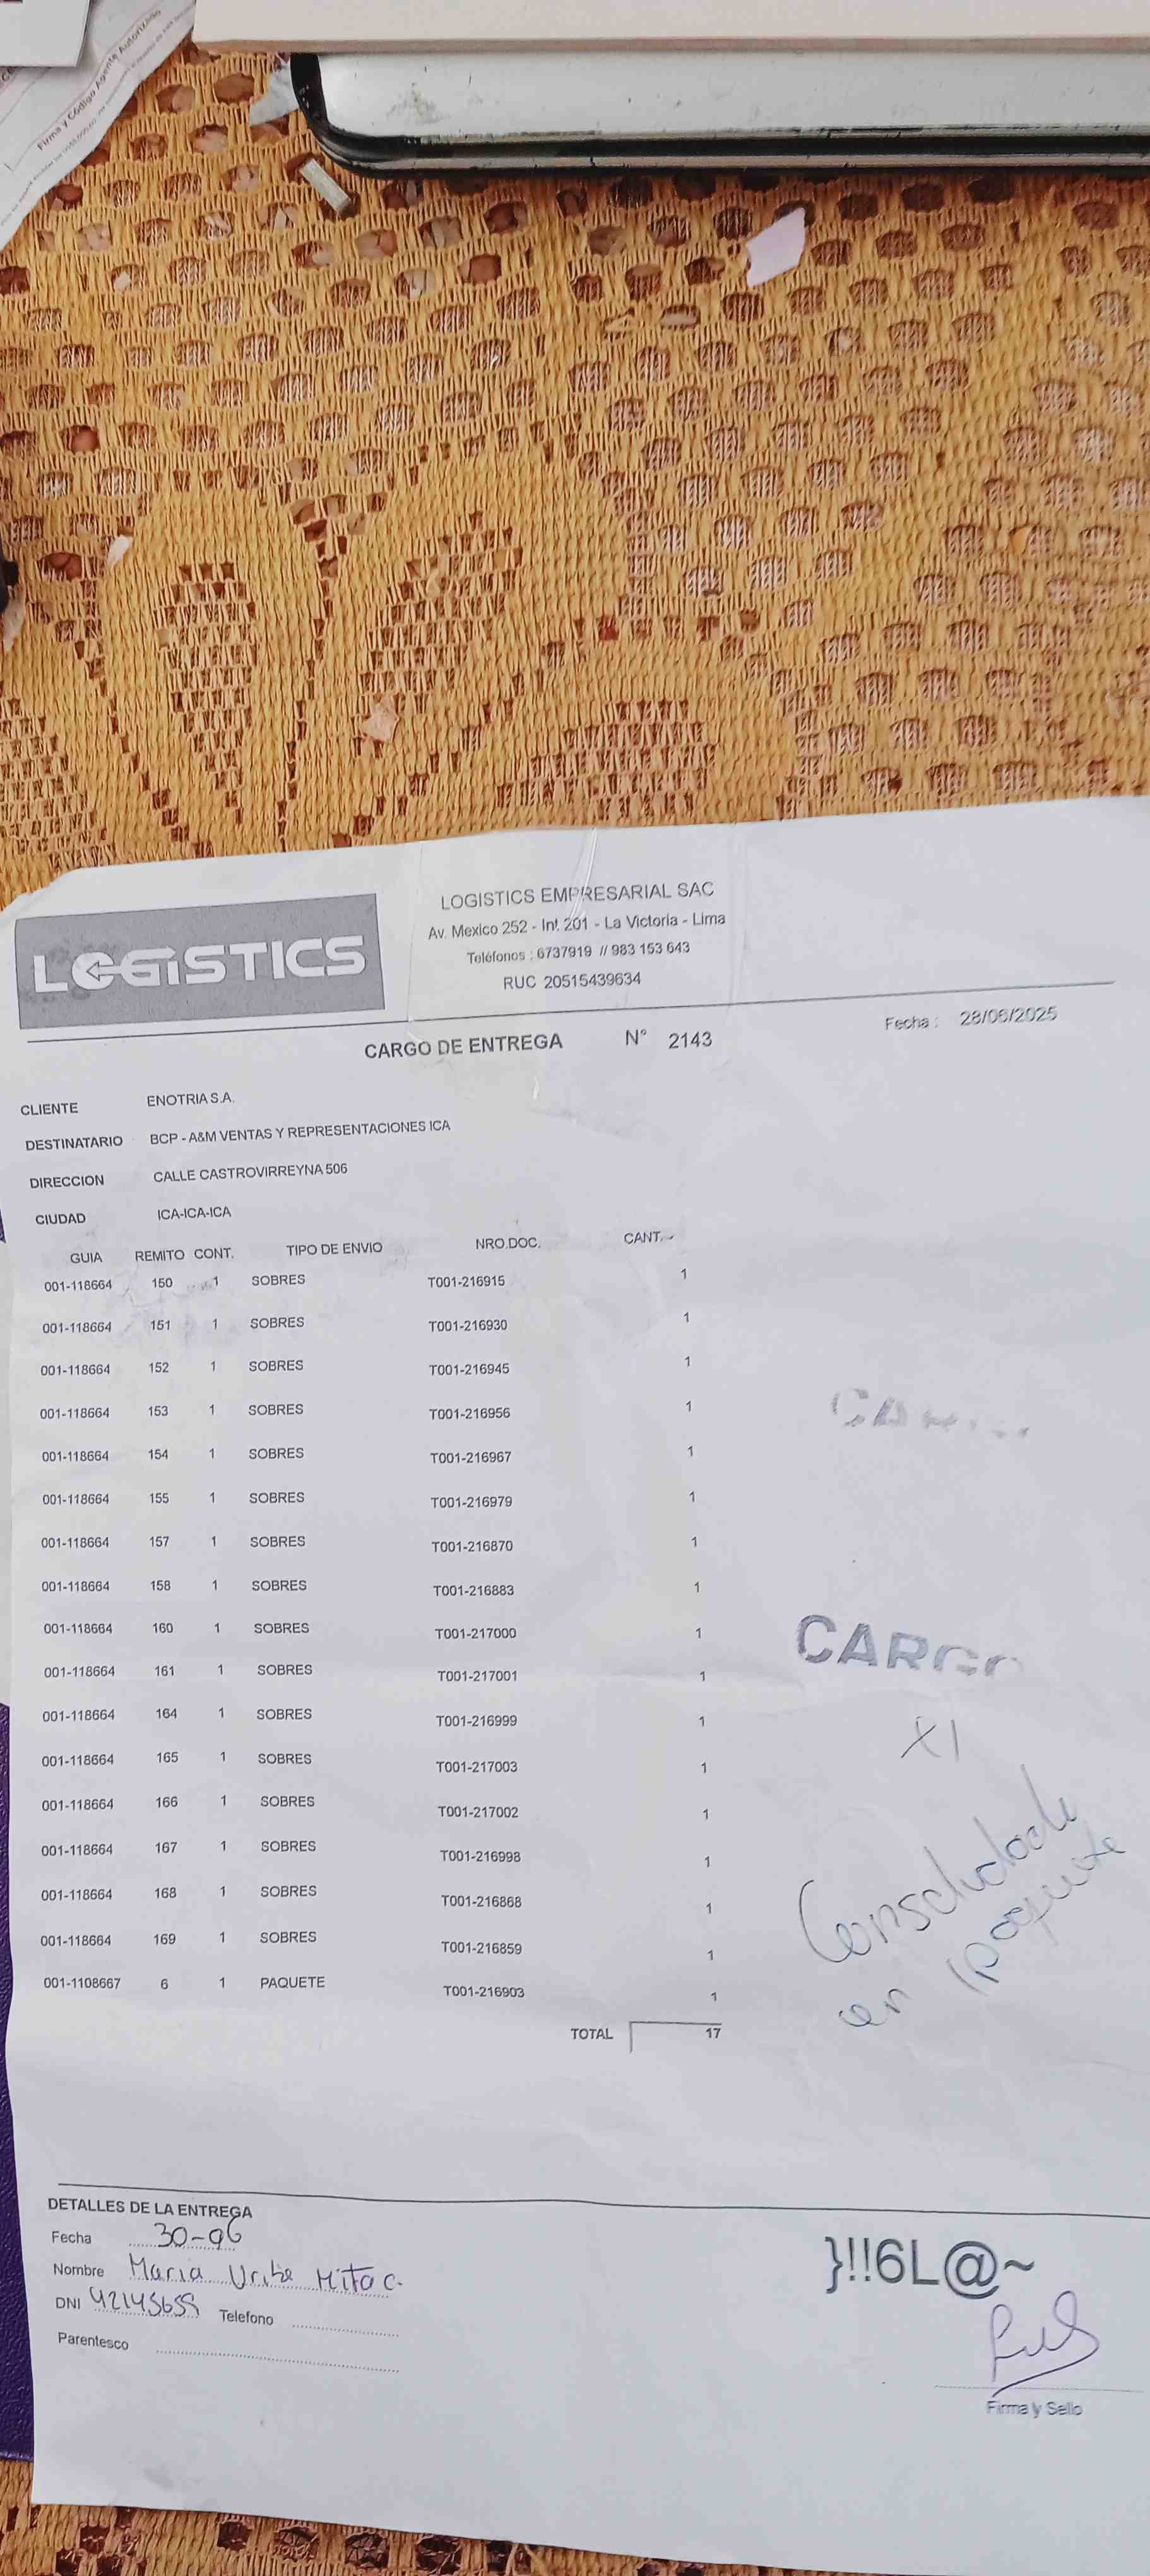 Firma y Código Agente Autorizado
LOGISTICS
LOGISTICS EMPRESARIAL SAC
Av. Mexico 252 - Int. 201 - La Victoria - Lima
Teléfonos : 6737919 // 983 153 643
RUC 20515439634
Fecha : 28/06/2025
CARGO DE ENTREGA N° 2143
CLIENTE ENOTRIA S.A.
DESTINATARIO BCP - A&M VENTAS Y REPRESENTACIONES ICA
DIRECCION CALLE CASTROVIRREYNA 506
CIUDAD ICA-ICA-ICA
GUIA REMITO CONT. TIPO DE ENVIO NRO.DOC. CANT.
001-118664 150 1 SOBRES T001-216915 1
001-118664 151 1 SOBRES T001-216930 1
001-118664 152 1 SOBRES T001-216945 1
001-118664 153 1 SOBRES T001-216956 1
001-118664 154 1 SOBRES T001-216967 1
001-118664 155 1 SOBRES T001-216979 1
001-118664 157 1 SOBRES T001-216870 1
001-118664 158 1 SOBRES T001-216883 1
001-118664 160 1 SOBRES T001-217000 1
001-118664 161 1 SOBRES T001-217001 1
001-118664 164 1 SOBRES T001-216999 1
001-118664 165 1 SOBRES T001-217003 1
001-118664 166 1 SOBRES T001-217002 1
001-118664 167 1 SOBRES T001-216998 1
001-118664 168 1 SOBRES T001-216868 1
001-118664 169 1 SOBRES T001-216859 1
001-1108667 6 1 PAQUETE T001-216903 1
TOTAL 17
CARGO
X1
Consolidado
en 1 paquete
DETALLES DE LA ENTREGA
Fecha 30-06
Nombre Maria Uribe Mitac.
DNI 42145659 Telefono
Parentesco
}!!6L@~
Firma y Sello